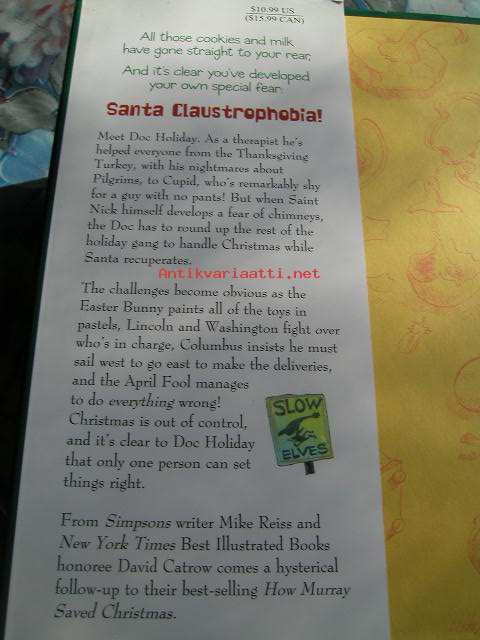 $10.99 US
($15.99 CAN)
All those cookies and milk
have gone straight to your rear,
And it's clear you've developed
your own special fear:
Santa Claustrophobia!
Meet Doc Holiday. As a therapist he's
helped everyone from the Thanksgiving
Turkey, with his nightmares about
Pilgrims, to Cupid, who's remarkably shy
for a guy with no pants! But when Saint
Nick himself develops a fear of chimneys,
the Doc has to round up the rest of the
holiday gang to handle Christmas while
Santa recuperates.
Antikvariaatti.net
The challenges become obvious as the
Easter Bunny paints all of the toys in
pastels, Lincoln and Washington fight over
who's in charge, Columbus insists he must
sail west to go east to make the deliveries,
and the April Fool manages
to do everything wrong!
Christmas is out of control,
and it's clear to Doc Holiday
that only one person can set
things right.
SLOW
ELVES
From Simpsons writer Mike Reiss and
New York Times Best Illustrated Books
honoree David Catrow comes a hysterical
follow-up to their best-selling How Murray
Saved Christmas.